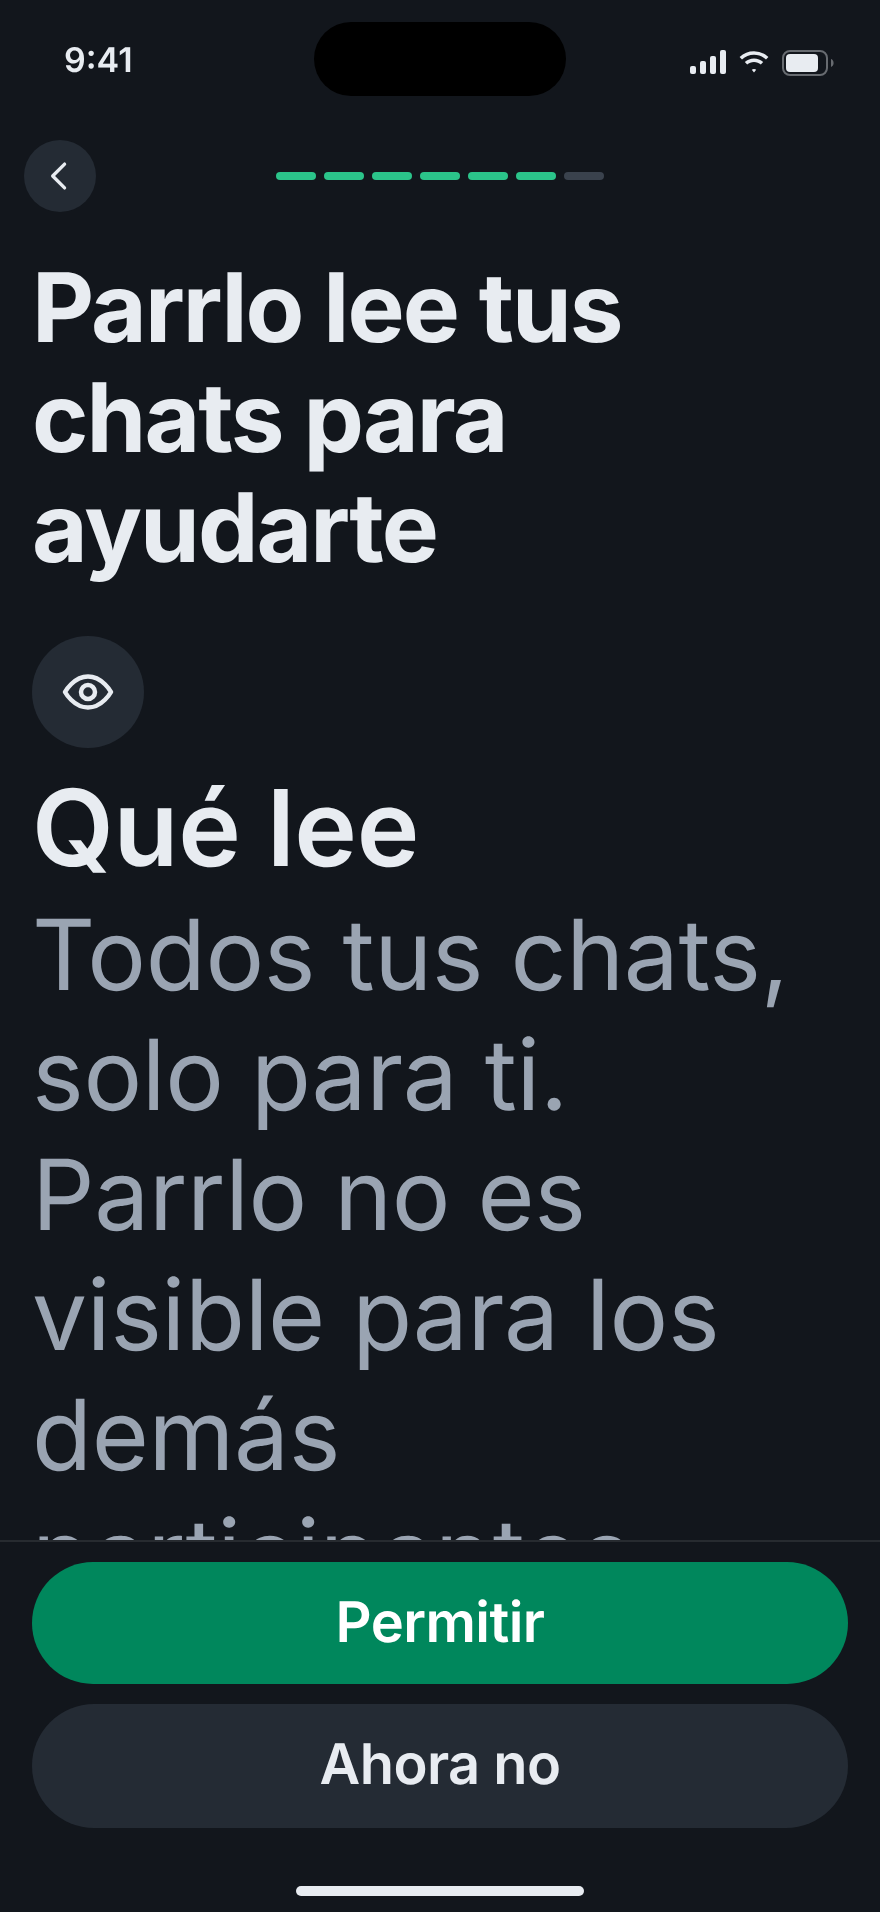 9:41
Parrlo lee tus
chats para
ayudarte
Qué lee
Todos tus chats,
solo para ti.
Parrlo no es
visible para los
demás
participantes
Permitir
Ahora no